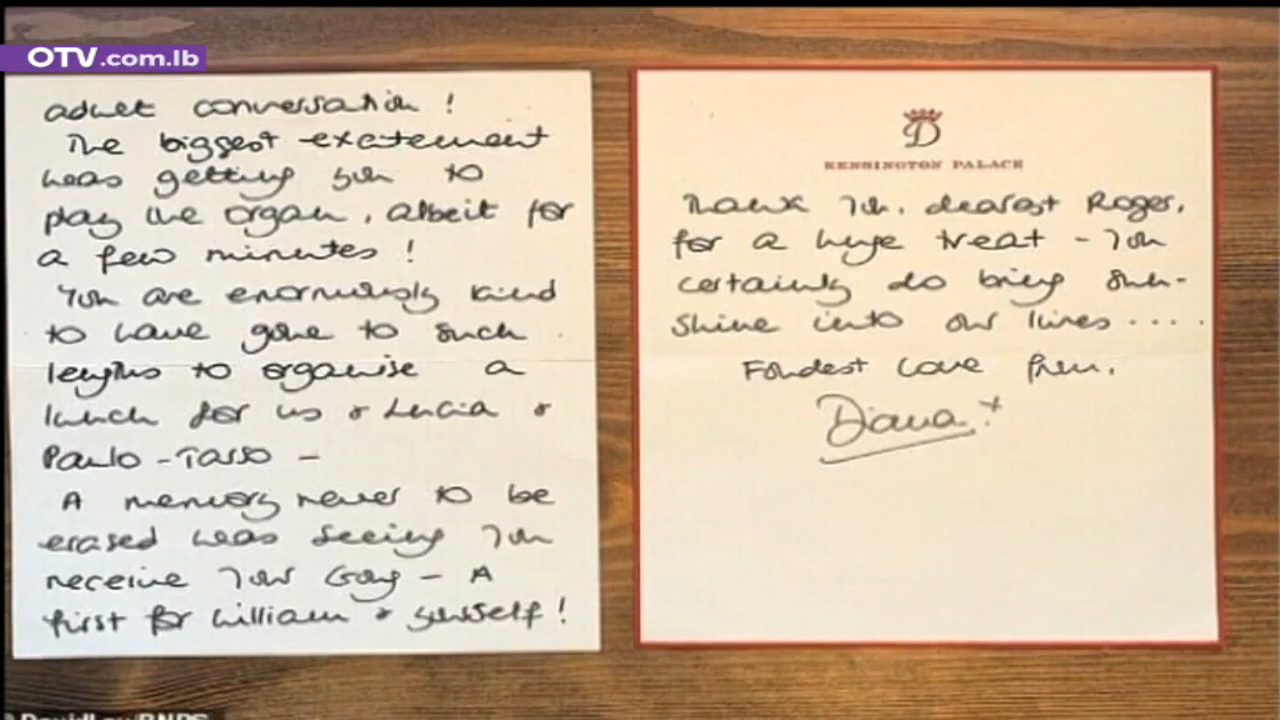 OTV.com.lb
adult conversation!
The biggest excitement
was getting you to
play the organ, albeit for
a few minutes!
You are enormously kind
to have gone to such
lengths to organise a
lunch for us & Lucia &
Paulo - Tasso -
A memory never to be
erased was seeing you
receive your Gong - A
first for William & yourself!
D
KENSINGTON PALACE
Thank you, dearest Roger,
for a huge treat - you
certainly do bring sun-
shine into our lives ....
Fondest love from,
Diana x